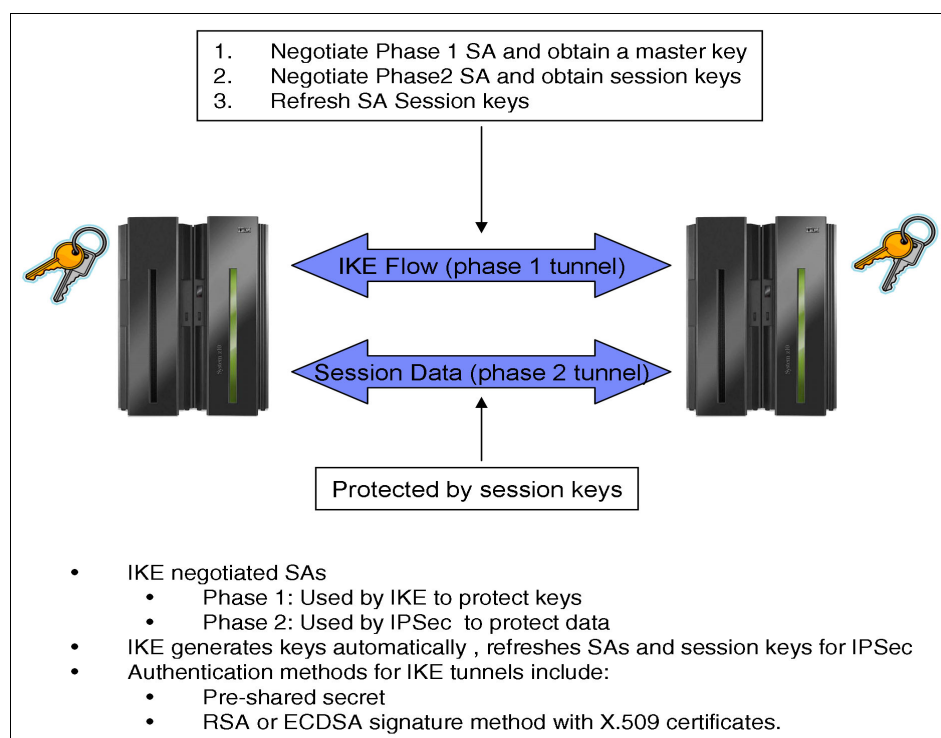 1. Negotiate Phase 1 SA and obtain a master key
2. Negotiate Phase2 SA and obtain session keys
3. Refresh SA Session keys
IKE Flow (phase 1 tunnel)
Session Data (phase 2 tunnel)
Protected by session keys
• IKE negotiated SAs
• Phase 1: Used by IKE to protect keys
• Phase 2: Used by IPSec to protect data
• IKE generates keys automatically , refreshes SAs and session keys for IPSec
• Authentication methods for IKE tunnels include:
• Pre-shared secret
• RSA or ECDSA signature method with X.509 certificates.